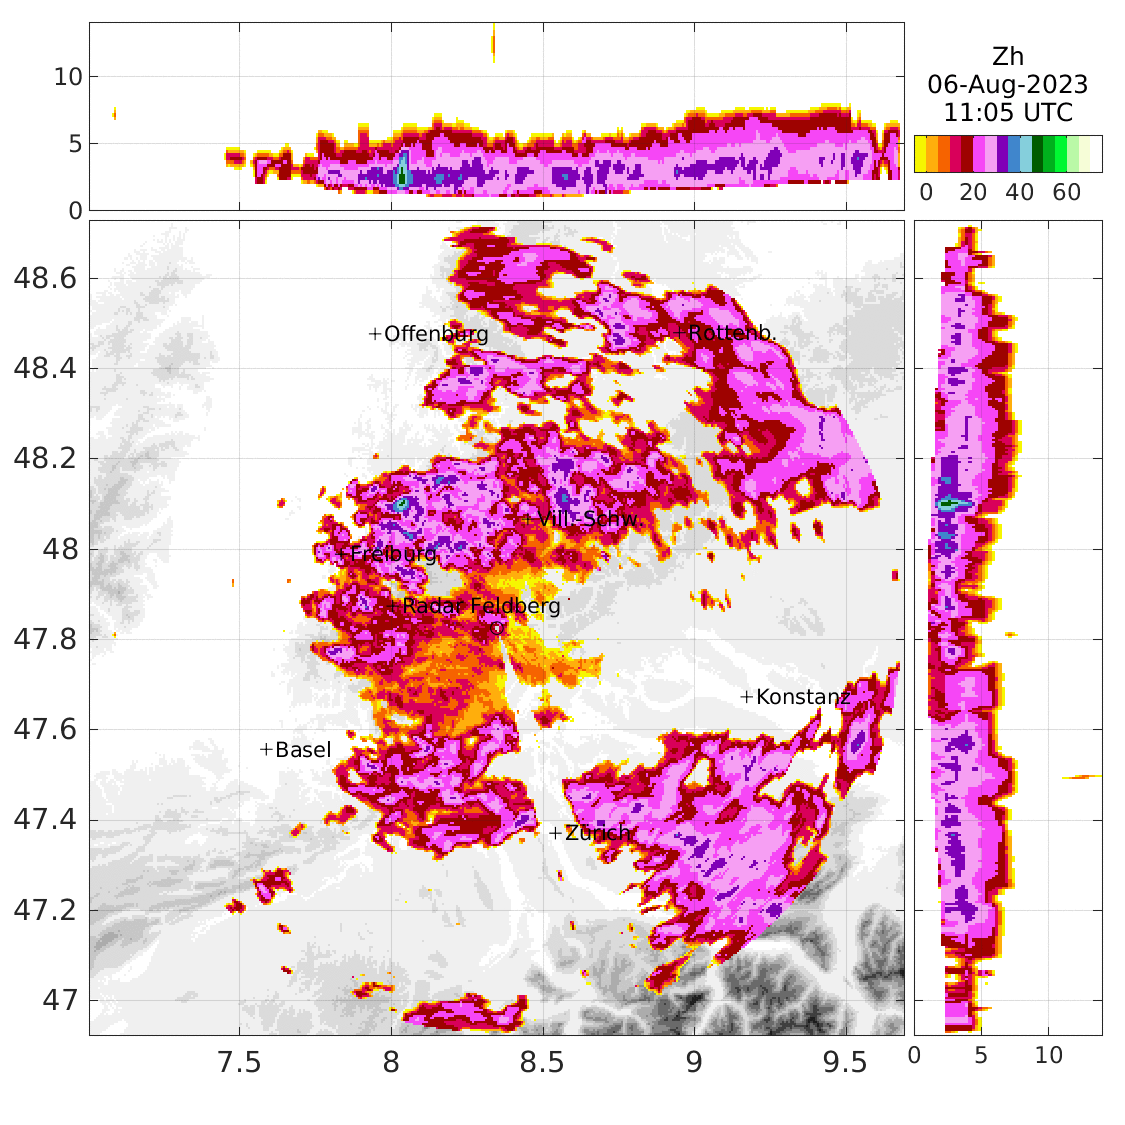 10
5
0
Zh
06-Aug-2023
11:05 UTC
0 20 40 60
48.6
48.4
48.2
48
47.8
47.6
47.4
47.2
47
Offenburg
Rottenb.
Vill.-Schw.
Freiburg
Radar Feldberg
Konstanz
Basel
Zürich
7.5 8 8.5 9 9.5
0 5 10